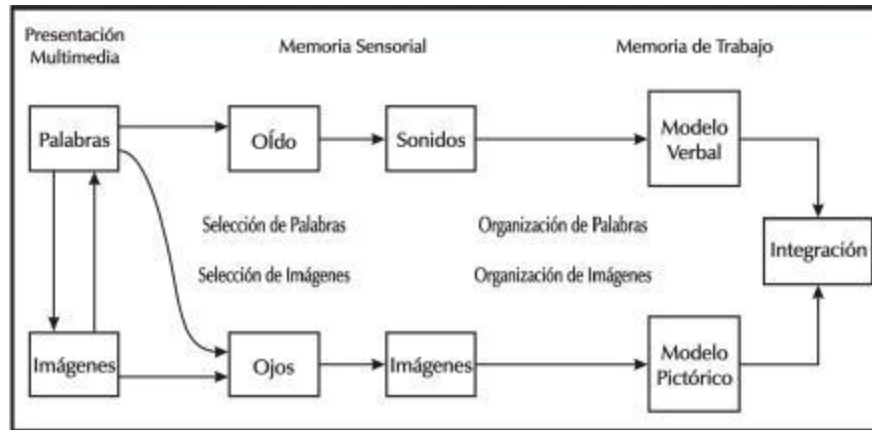 Presentación
Multimedia
Memoria Sensorial
Memoria de Trabajo
Palabras
OÍdo
Sonidos
Modelo
Verbal
Selección de Palabras
Organización de Palabras
Integración
Selección de Imágenes
Organización de Imágenes
Imágenes
Ojos
Imágenes
Modelo
Pictórico